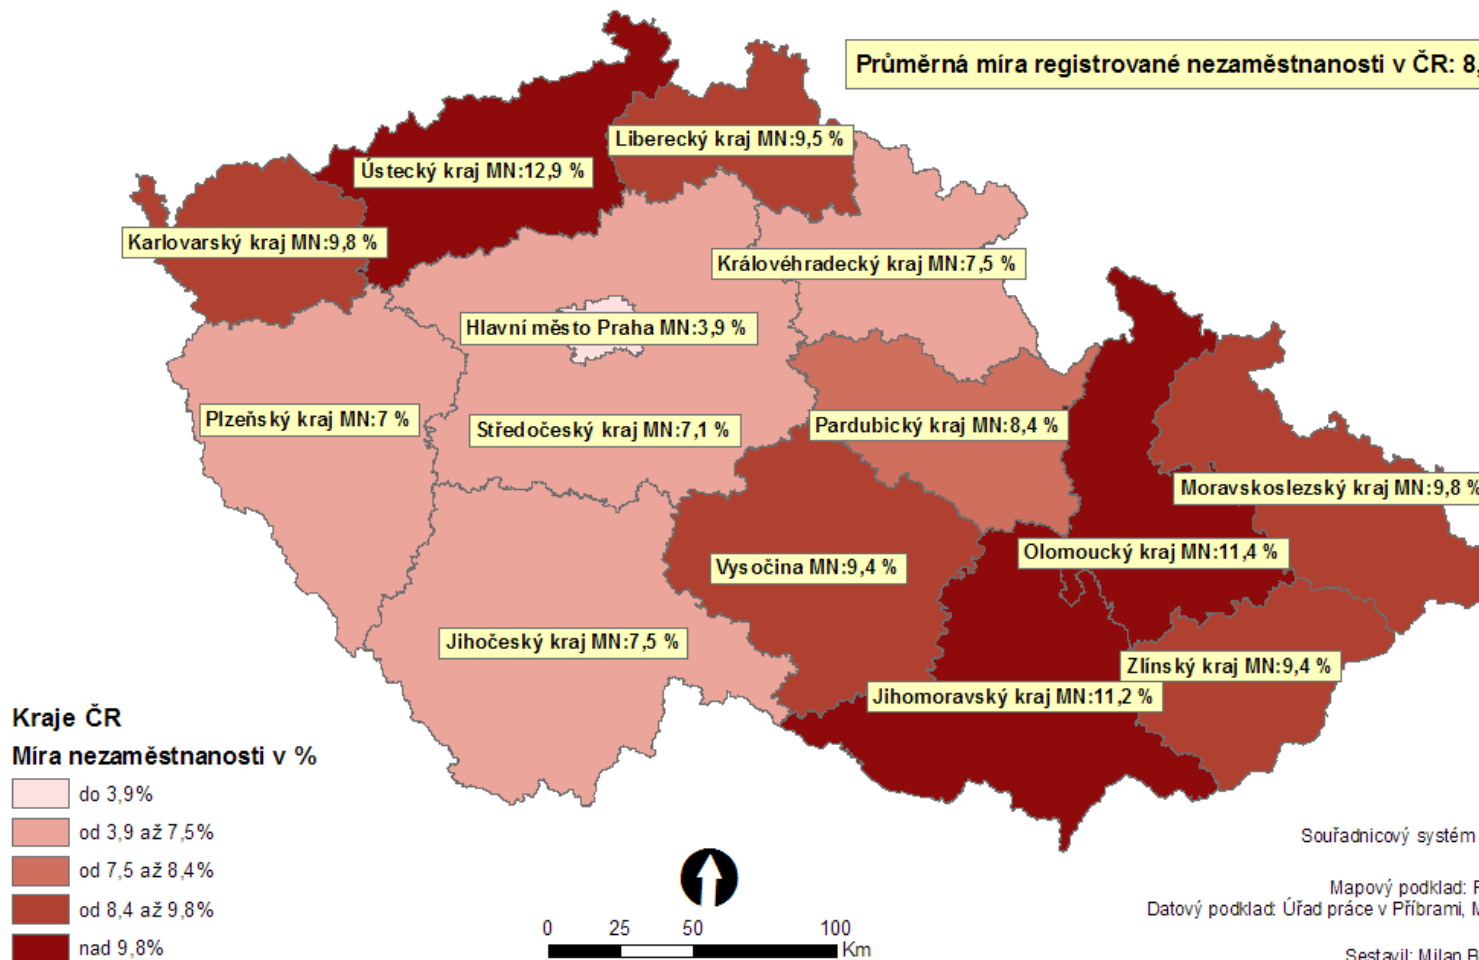 Průměrná míra registrované nezaměstnanosti v ČR: 8,
Liberecký kraj MN:9,5 %
Ústecký kraj MN:12,9 %
Karlovarský kraj MN:9,8 %
Královéhradecký kraj MN:7,5 %
Hlavní město Praha MN:3,9 %
Plzeňský kraj MN:7 %
Středočeský kraj MN:7,1 %
Pardubický kraj MN:8,4 %
Moravskoslezský kraj MN:9,8 %
Olomoucký kraj MN:11,4 %
Vysočina MN:9,4 %
Jihočeský kraj MN:7,5 %
Zlínský kraj MN:9,4 %
Jihomoravský kraj MN:11,2 %
Kraje ČR
Míra nezaměstnanosti v %
do 3,9%
od 3,9 až 7,5%
od 7,5 až 8,4%
od 8,4 až 9,8%
nad 9,8%
0 25 50 100
Km
Souřadnicový systém
Mapový podklad:
Datový podklad: Úřad práce v Příbrami,
Sestavil: Milan